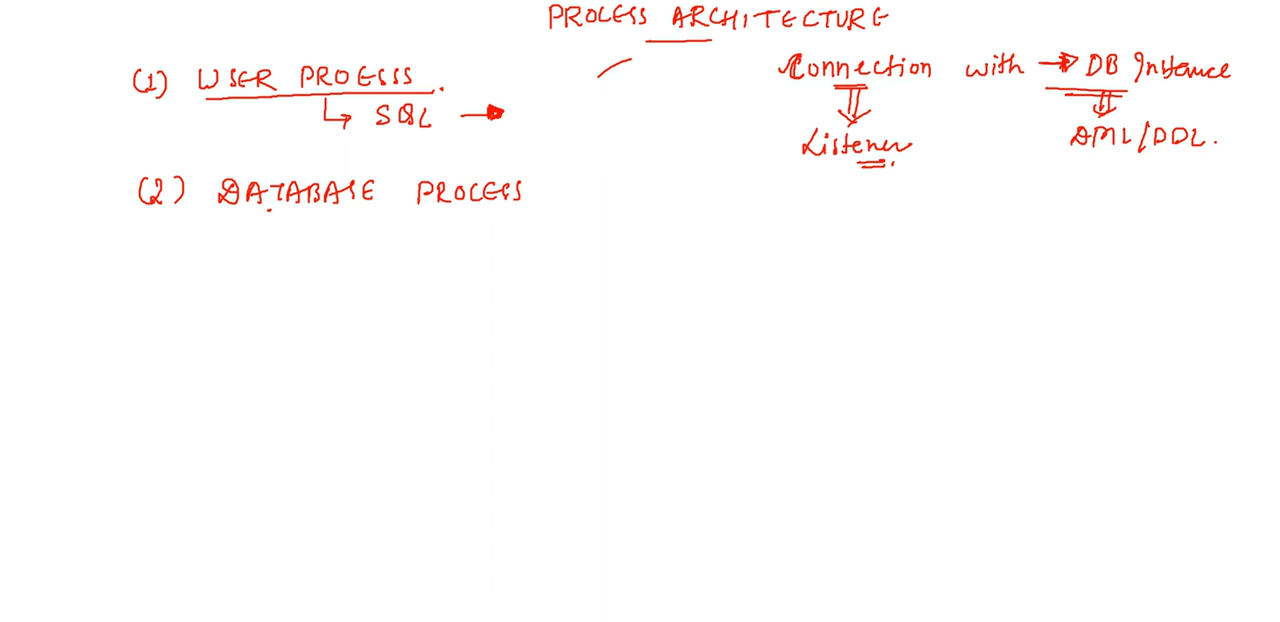 PROCESS ARCHITECTURE
(1) USER PROCESS.
↳ SQL →
Connection with → DB Instance
Listener.
DML/DDL.
(2) DATABASE PROCESS